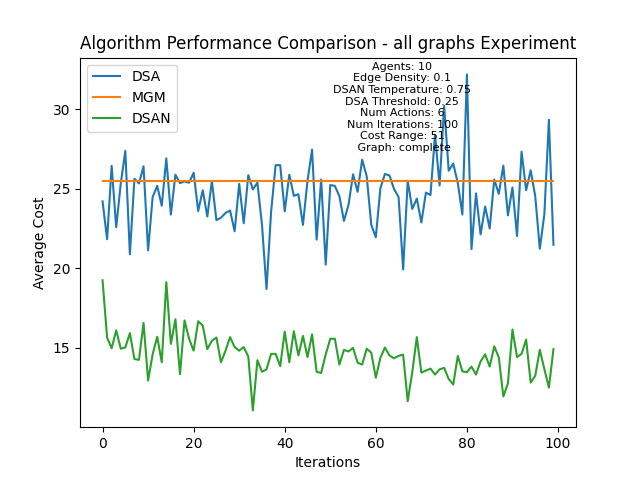 Algorithm Performance Comparison - all graphs Experiment
DSA
MGM
DSAN
Agents: 10
Edge Density: 0.1
DSAN Temperature: 0.75
DSA Threshold: 0.25
Num Actions: 6
Num Iterations: 100
Cost Range: 51
Graph: complete
Average Cost
30
25
20
15
0 20 40 60 80 100
Iterations